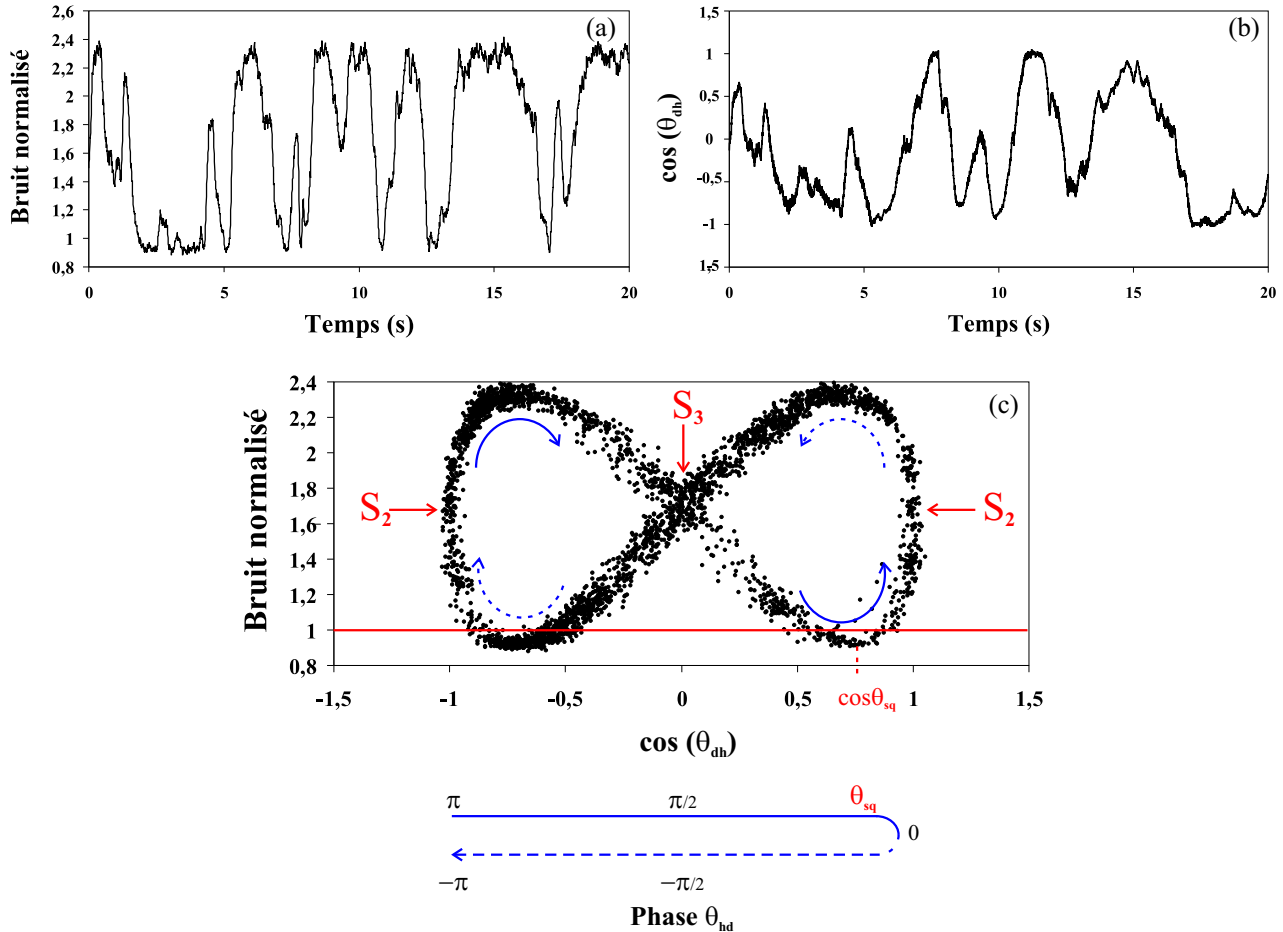 (a)
Bruit normalisé
2,6
2,4
2,2
2
1,8
1,6
1,4
1,2
1
0,8
0
5
10
15
20
Temps (s)
(b)
cos (θdh)
1,5
1
0,5
0
-0,5
-1
1,5
0
5
10
15
20
Temps (s)
(c)
Bruit normalisé
2,4
2,2
2
1,8
1,6
1,4
1,2
1
0,8
S3
S2
S2
-1,5
-1
-0,5
0
0,5
cosθsq
1
1,5
cos (θdh)
π
π/2
θsq
0
−π
−π/2
Phase θhd